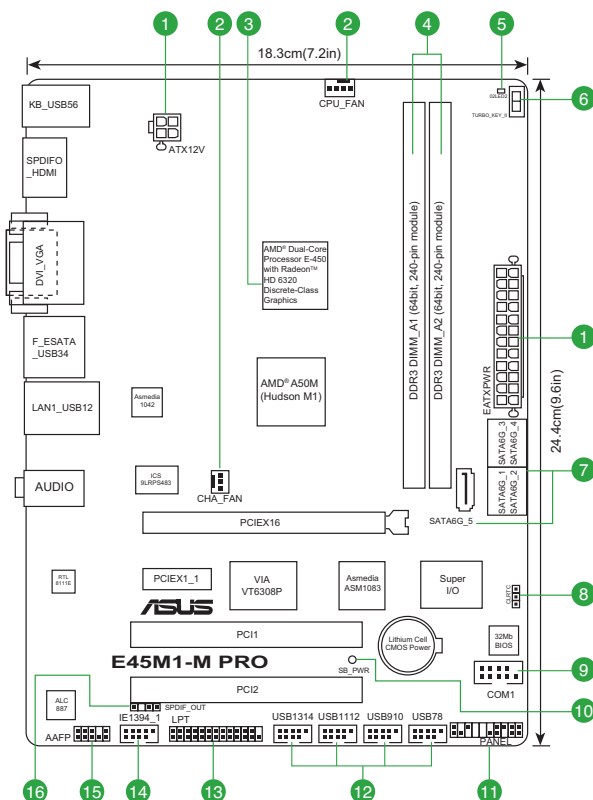 1
2
3
2
4
5
6
18.3cm(7.2in)
KB_USB56
CPU_FAN
02LED2
TURBO_KEY_II
ATX12V
SPDIFO
_HDMI
DVI_VGA
AMD® Dual-Core
Processor E-450
with Radeon™
HD 6320
Discrete-Class
Graphics
DDR3 DIMM_A1 (64bit, 240-pin module)
DDR3 DIMM_A2 (64bit, 240-pin module)
EATXPWR
1
24.4cm(9.6in)
F_ESATA
_USB34
AMD® A50M
(Hudson M1)
LAN1_USB12
Asmedia
1042
SATA6G_3
SATA6G_4
SATA6G_1
SATA6G_2
7
AUDIO
ICS
9LRPS483
CHA_FAN
SATA6G_5
PCIEX16
RTL
8111E
PCIEX1_1
VIA
VT6308P
Asmedia
ASM1083
Super
I/O
CLRTC
8
ASUS
PCI1
Lithium Cell
CMOS Power
32Mb
BIOS
E45M1-M PRO
SB_PWR
COM1
9
PCI2
10
ALC
887
SPDIF_OUT
AAFP
IE1394_1
LPT
USB1314
USB1112
USB910
USB78
PANEL
16
15
14
13
12
11